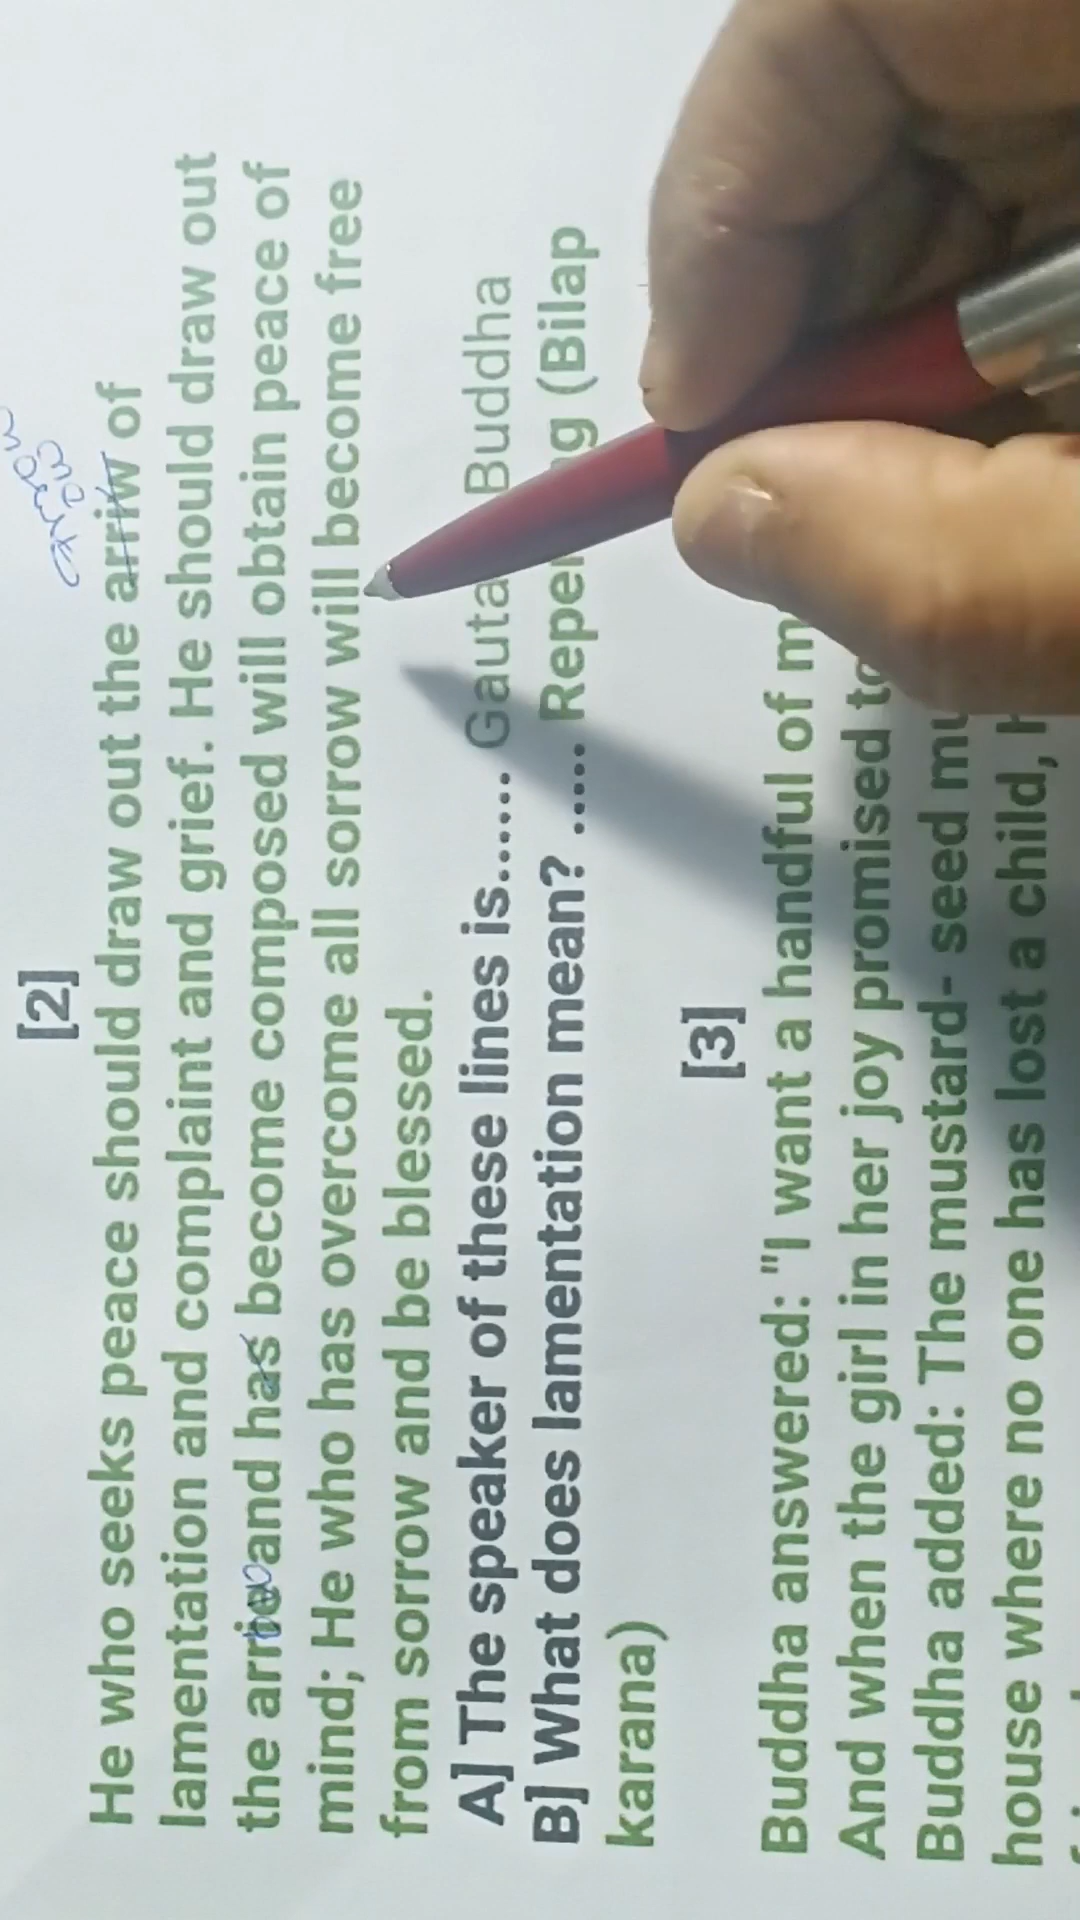 [2]
He who seeks peace should draw out the arriw of
lamentation and complaint and grief. He should draw out
the arrie and has become composed will obtain peace of
mind; He who has overcome all sorrow will become free
from sorrow and be blessed.
A] The speaker of these lines is...... Gauta Buddha
B] What does lamentation mean? ..... Repe g (Bilap
karana)
[3]
Buddha answered: "I want a handful of
And when the girl in her joy promised
Buddha added: The mustard- seed
house where no one has lost a child,